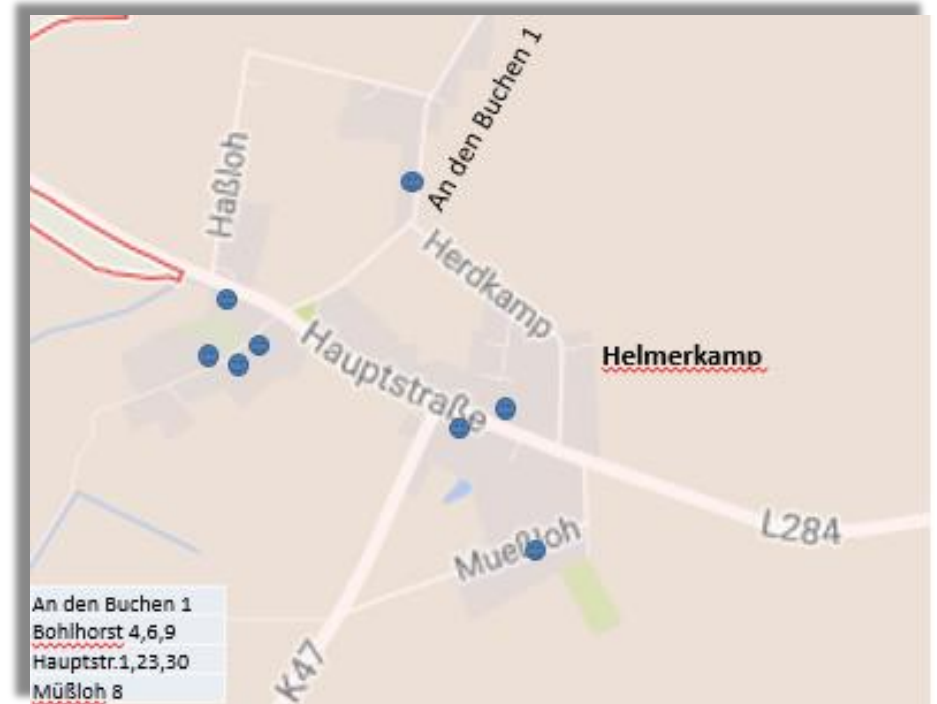 An den Buchen 1
Haßloh
Herdkamp
Helmerkamp
Hauptstraße
L284
Mueßloh
K47
An den Buchen 1
Bohlhorst 4,6,9
Hauptstr.1,23,30
Müßloh 8